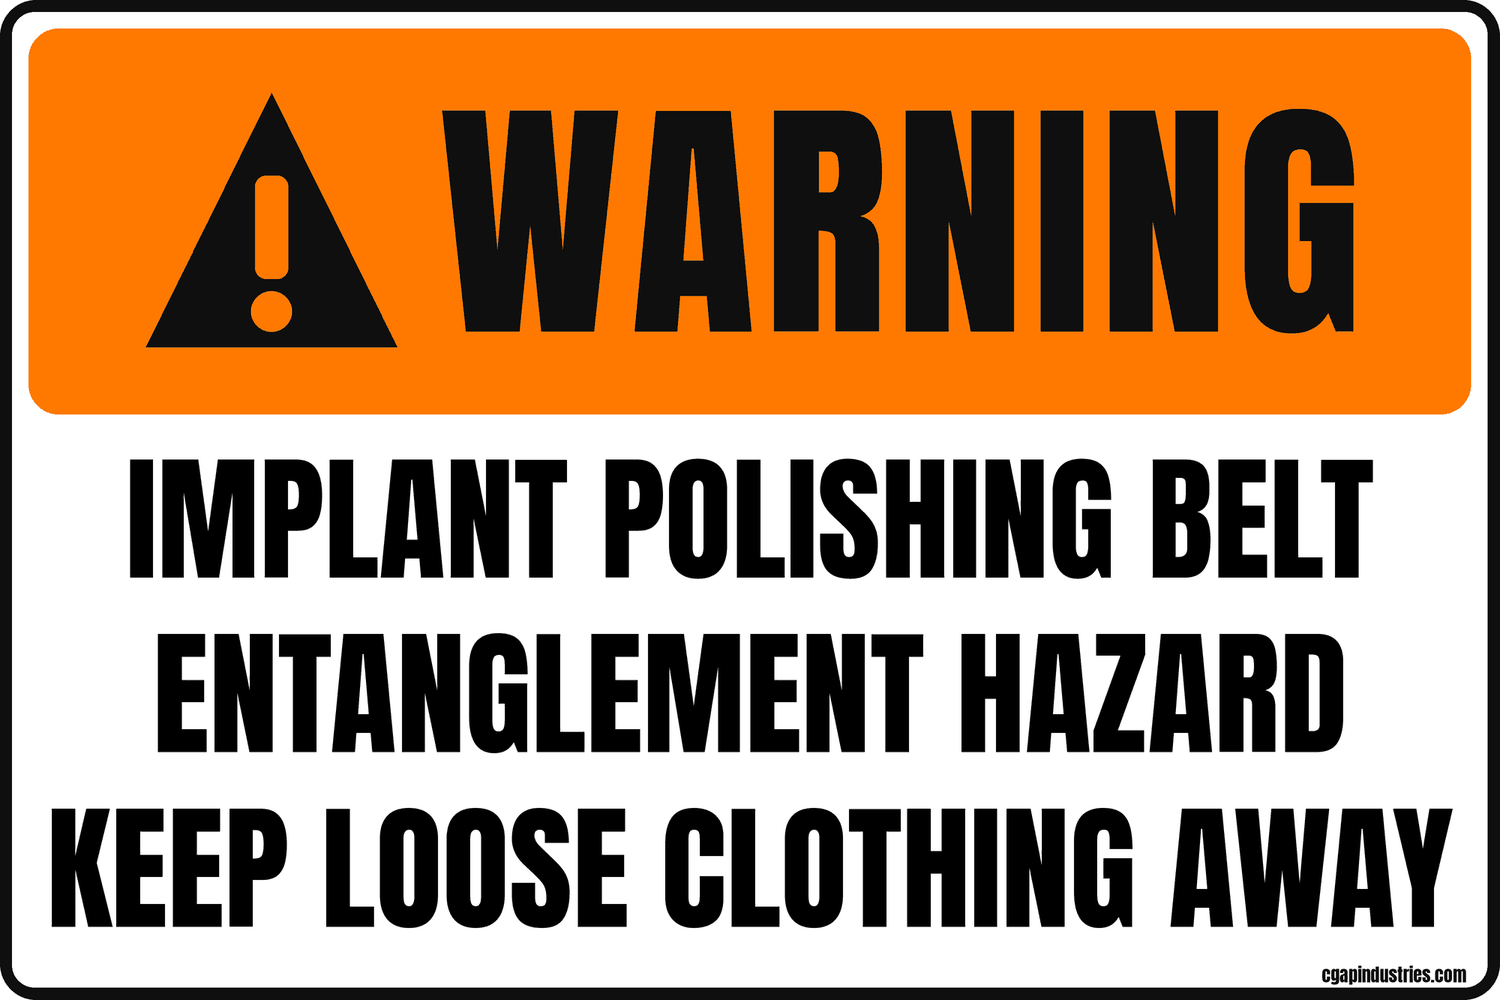 WARNING
IMPLANT POLISHING BELT
ENTANGLEMENT HAZARD
KEEP LOOSE CLOTHING AWAY
cgapindustries.com